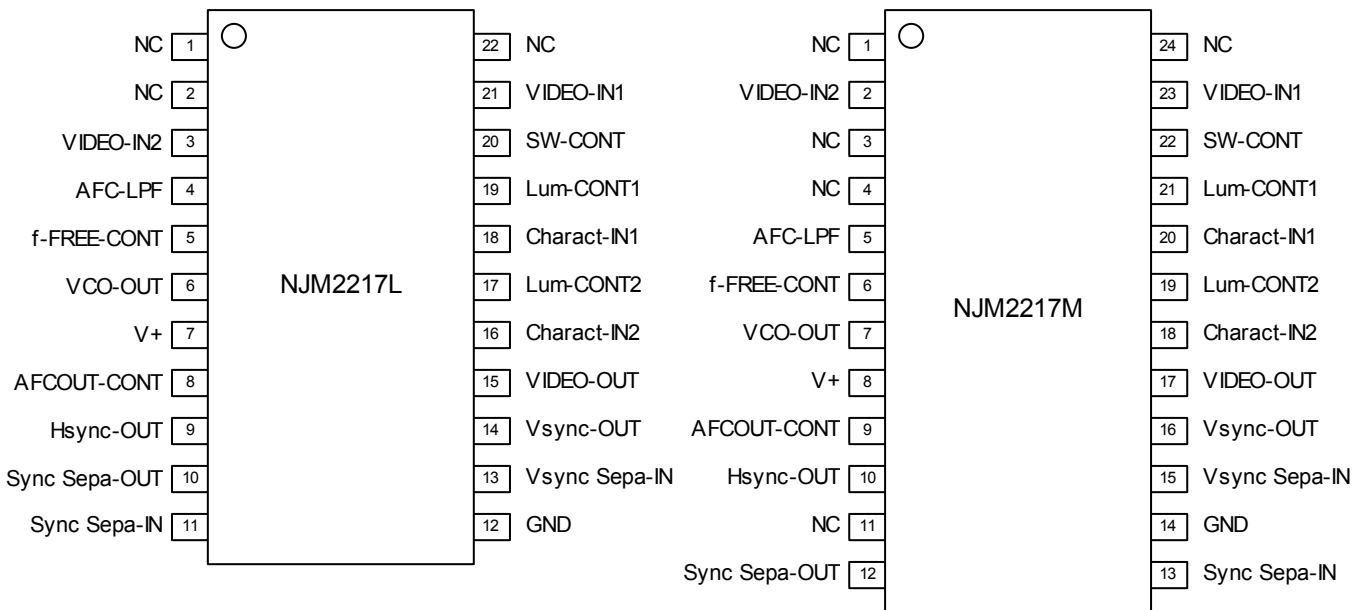 NC 1 22 NC
NC 2 21 VIDEO-IN1
VIDEO-IN2 3 20 SW-CONT
AFC-LPF 4 19 Lum-CONT1
f-FREE-CONT 5 18 Charact-IN1
VCO-OUT 6 17 Lum-CONT2
V+ 7 16 Charact-IN2
AFCOUT-CONT 8 15 VIDEO-OUT
Hsync-OUT 9 14 Vsync-OUT
Sync Sepa-OUT 10 13 Vsync Sepa-IN
Sync Sepa-IN 11 12 GND
NJM2217L
NC 1 24 NC
VIDEO-IN2 2 23 VIDEO-IN1
NC 3 22 SW-CONT
NC 4 21 Lum-CONT1
AFC-LPF 5 20 Charact-IN1
f-FREE-CONT 6 19 Lum-CONT2
VCO-OUT 7 18 Charact-IN2
V+ 8 17 VIDEO-OUT
AFCOUT-CONT 9 16 Vsync-OUT
Hsync-OUT 10 15 Vsync Sepa-IN
NC 11 14 GND
Sync Sepa-OUT 12 13 Sync Sepa-IN
NJM2217M